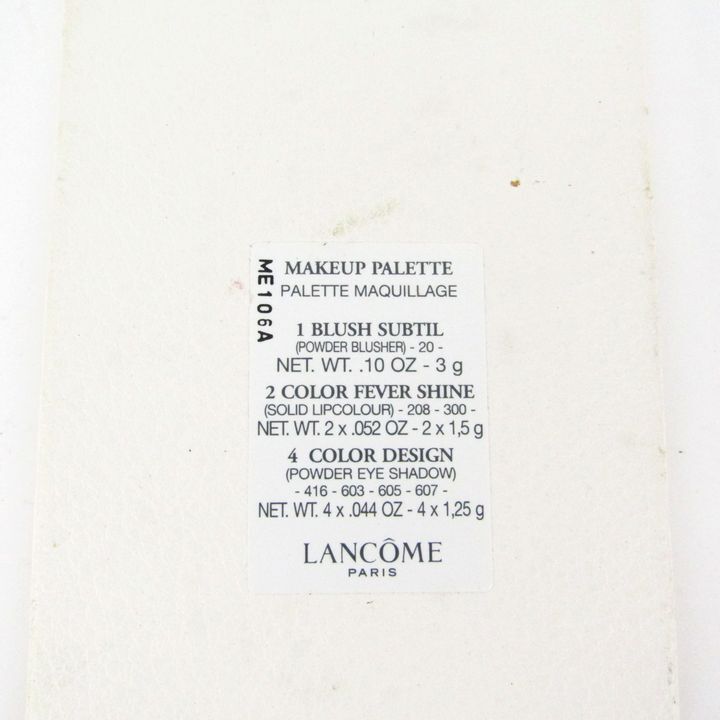 ME106A
MAKEUP PALETTE
PALETTE MAQUILLAGE
1 BLUSH SUBTIL
(POWDER BLUSHER) - 20 -
NET. WT. .10 OZ - 3 g
2 COLOR FEVER SHINE
(SOLID LIPCOLOUR) - 208 - 300 -
NET. WT. 2 x .052 OZ - 2 x 1,5 g
4 COLOR DESIGN
(POWDER EYE SHADOW)
- 416 - 603 - 605 - 607 -
NET. WT. 4 x .044 OZ - 4 x 1,25 g
LANCÔME
PARIS